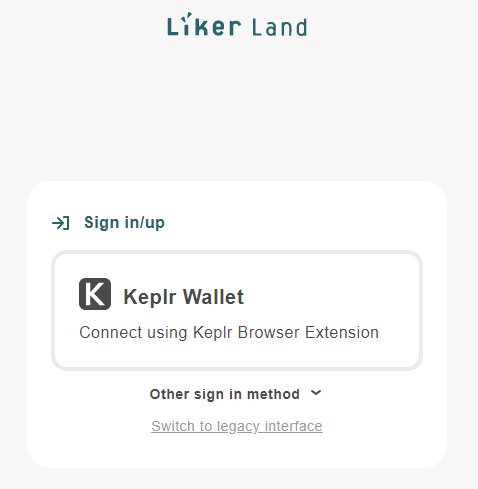 Liker Land
Sign in/up
Keplr Wallet
Connect using Keplr Browser Extension
Other sign in method
Switch to legacy interface